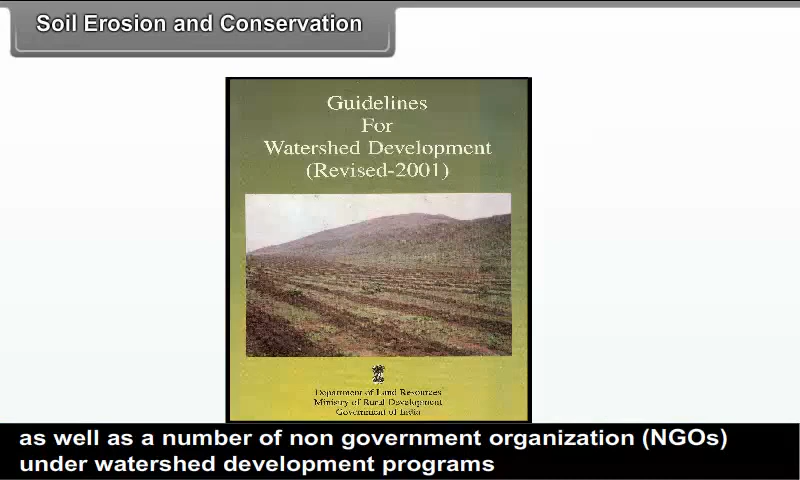 Soil Erosion and Conservation
Guidelines
For
Watershed Development
(Revised-2001)
Department of Land Resources
Ministry of Rural Development
Government of India
as well as a number of non government organization (NGOs)
under watershed development programs